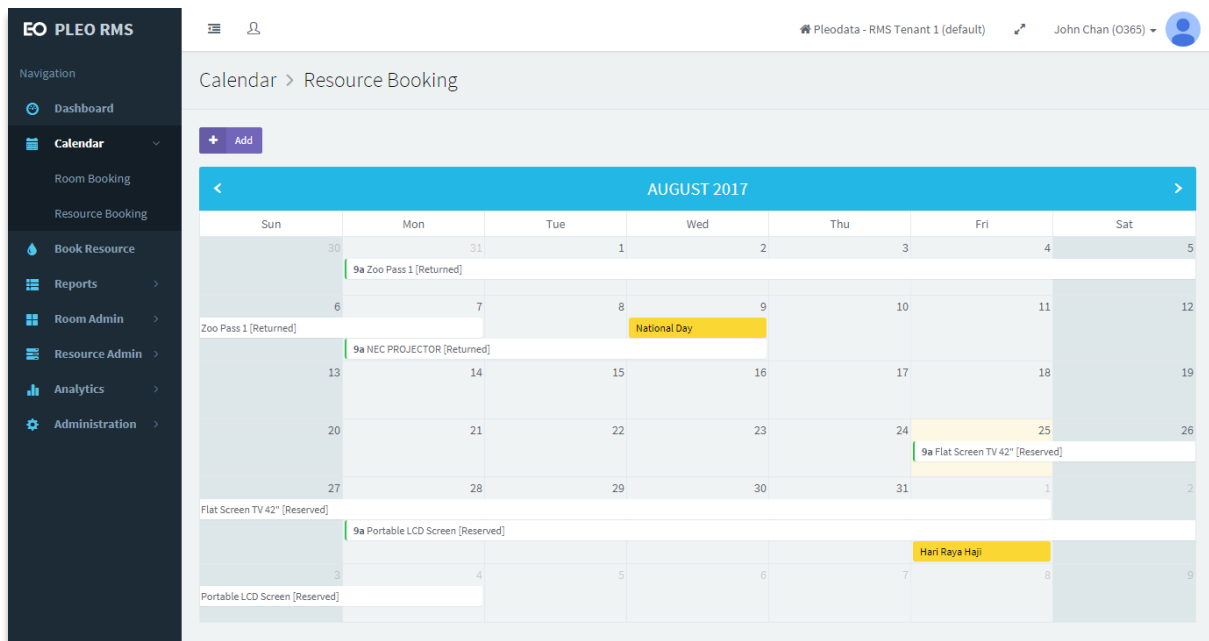 EO PLEO RMS
Pleodata - RMS Tenant 1 (default)
John Chan (O365)
Navigation
Dashboard
Calendar
Room Booking
Resource Booking
Book Resource
Reports
Room Admin
Resource Admin
Analytics
Administration
Calendar > Resource Booking
+ Add
AUGUST 2017
Sun Mon Tue Wed Thu Fri Sat
30 31 1 2 3 4 5
9a Zoo Pass 1 [Returned]
6 7 8 9 10 11 12
Zoo Pass 1 [Returned] National Day
9a NEC PROJECTOR [Returned]
13 14 15 16 17 18 19
20 21 22 23 24 25 26
9a Flat Screen TV 42" [Reserved]
27 28 29 30 31 1 2
Flat Screen TV 42" [Reserved]
9a Portable LCD Screen [Reserved]
Hari Raya Haji
3 4 5 6 7 8 9
Portable LCD Screen [Reserved]